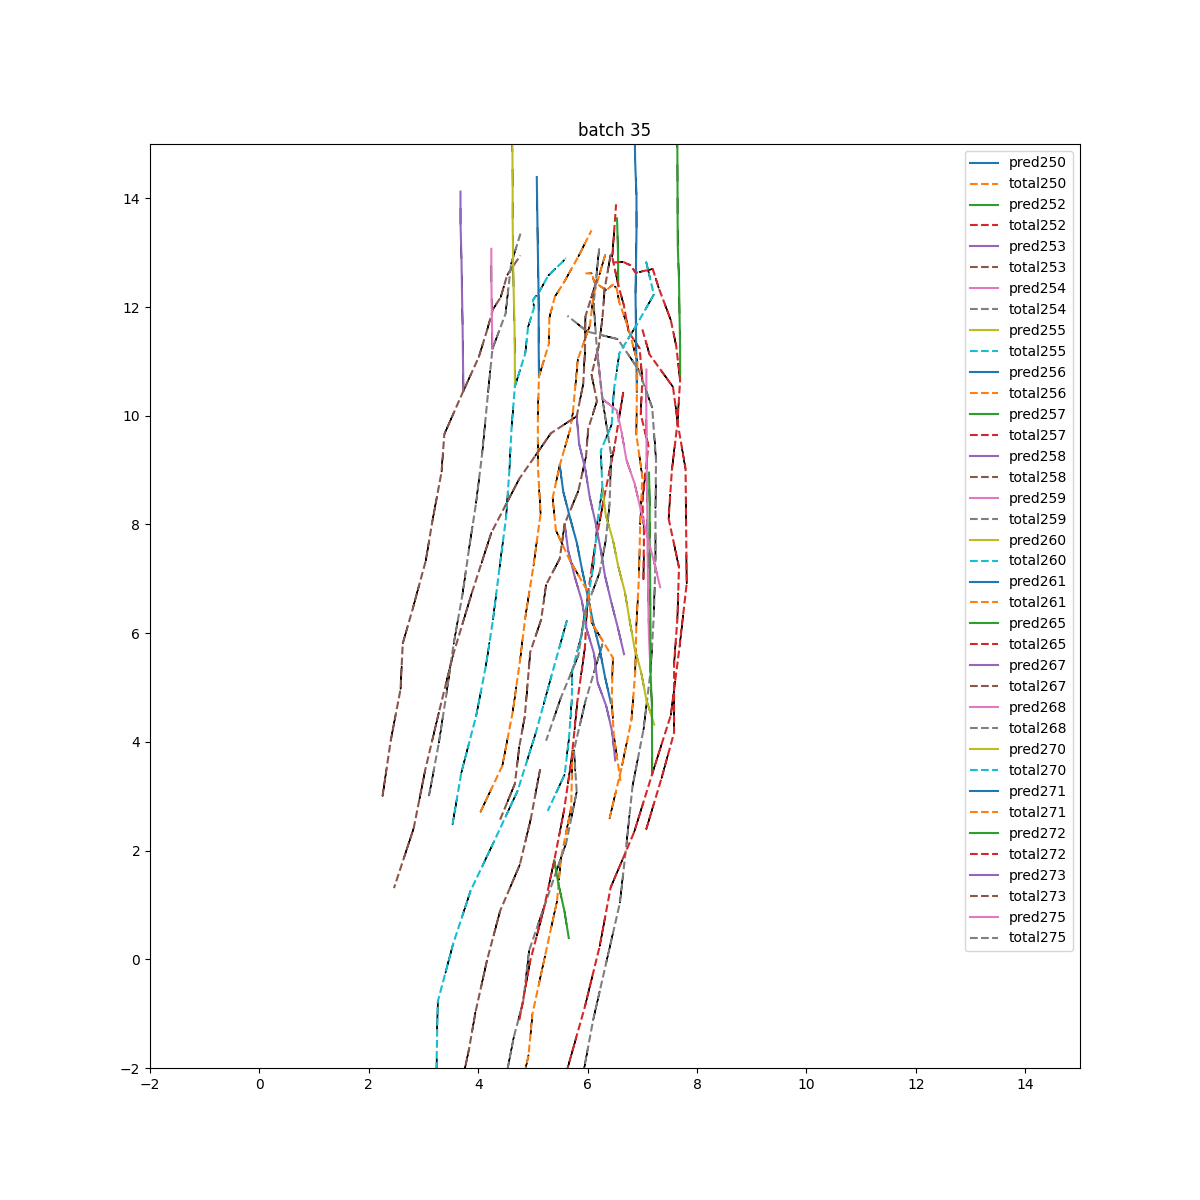 batch 35
14
12
10
8
6
4
2
0
−2
−2
0
2
4
6
8
10
12
14
pred250
total250
pred252
total252
pred253
total253
pred254
total254
pred255
total255
pred256
total256
pred257
total257
pred258
total258
pred259
total259
pred260
total260
pred261
total261
pred265
total265
pred267
total267
pred268
total268
pred270
total270
pred271
total271
pred272
total272
pred273
total273
pred275
total275